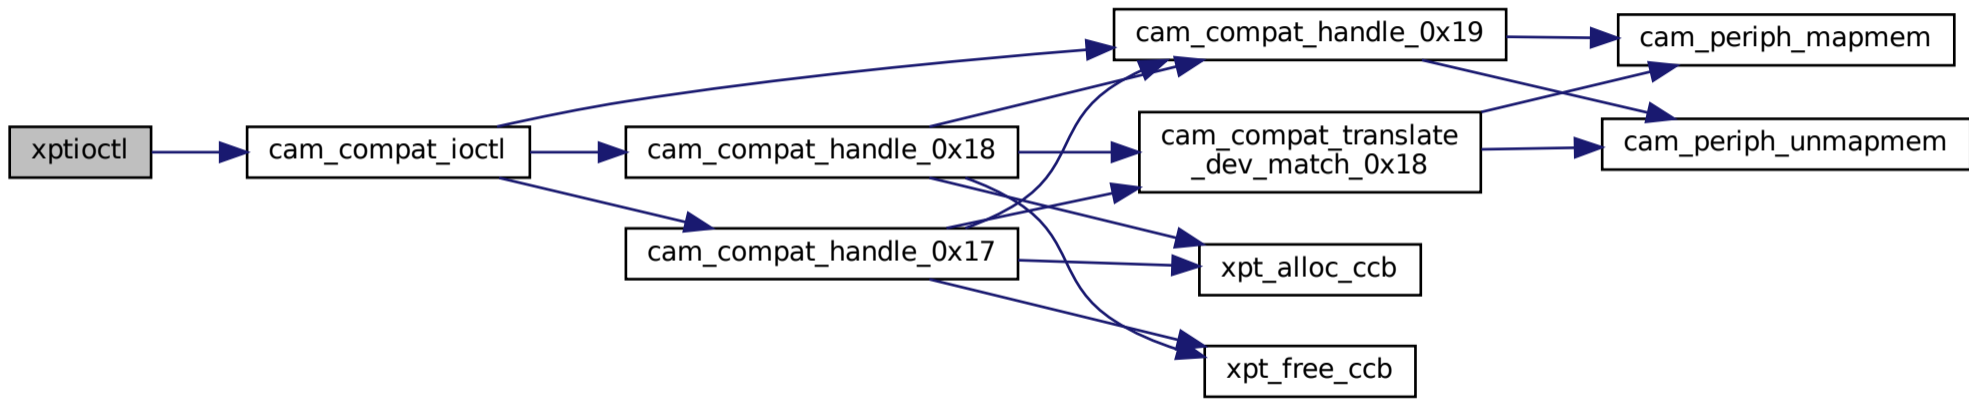 xptioctl
cam_compat_ioctl
cam_compat_handle_0x18
cam_compat_handle_0x17
cam_compat_handle_0x19
cam_compat_translate
_dev_match_0x18
xpt_alloc_ccb
xpt_free_ccb
cam_periph_mapmem
cam_periph_unmapmem